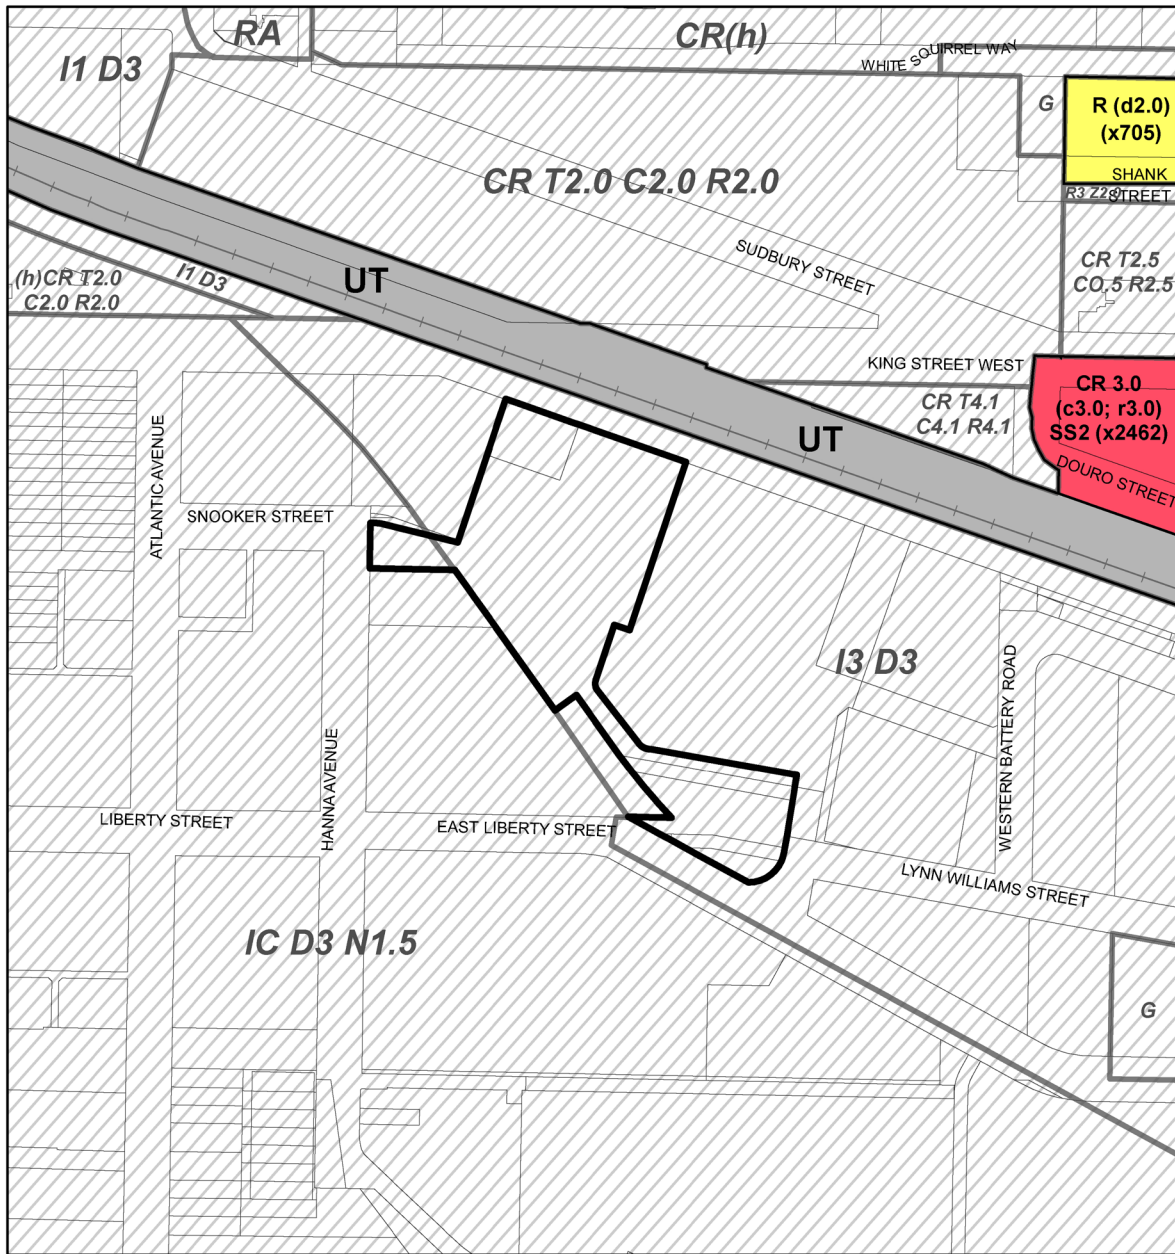 RA
CR(h)
I1 D3
WHITE SQUIRREL WAY
G
R (d2.0)
(x705)
SHANK
STREET
R3 Z2.0
CR T2.0 C2.0 R2.0
SUDBURY STREET
CR T2.5
CO.5 R2.5
(h)CR T2.0
C2.0 R2.0
I1 D3
UT
KING STREET WEST
CR T4.1
C4.1 R4.1
CR 3.0
(c3.0; r3.0)
SS2 (x2462)
DOURO STREET
UT
ATLANTIC AVENUE
SNOOKER STREET
I3 D3
WESTERN BATTERY ROAD
HANNA AVENUE
LIBERTY STREET
EAST LIBERTY STREET
LYNN WILLIAMS STREET
IC D3 N1.5
G